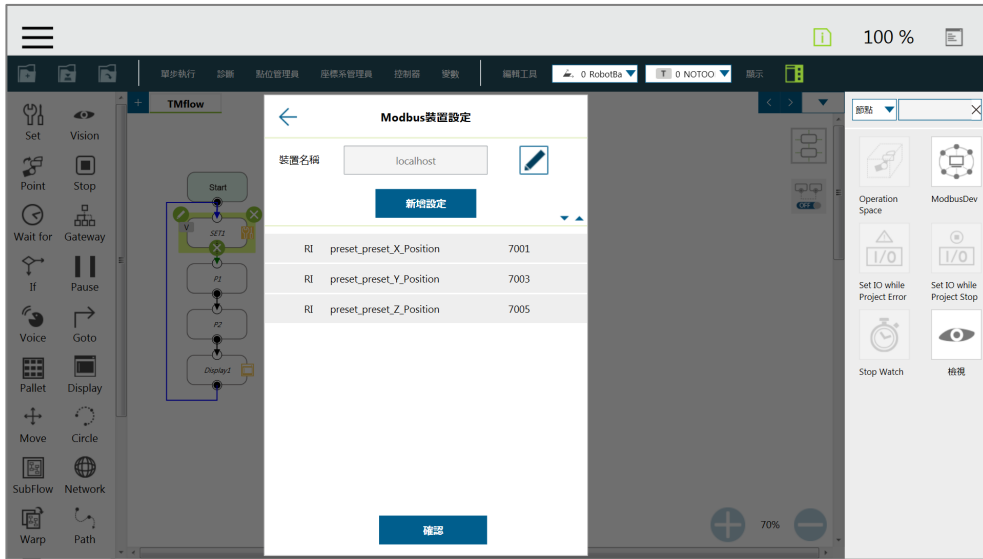 100 %
單步執行 診斷 點位管理員 座標系管理員 控制器 變數 編輯工具 0 RobotBa T 0 NOTOO 顯示
+ TMflow
Set Vision
Point Stop
Wait for Gateway
If Pause
Voice Goto
Pallet Display
Move Circle
SubFlow Network
Warp Path
Start
V SET1
P1
P2
Display1
Modbus裝置設定
裝置名稱 localhost
新增設定
RI preset_preset_X_Position 7001
RI preset_preset_Y_Position 7003
RI preset_preset_Z_Position 7005
確認
OFF
70%
節點
Operation Space
ModbusDev
I/O I/O
Set IO while Project Error
Set IO while Project Stop
Stop Watch
檢視